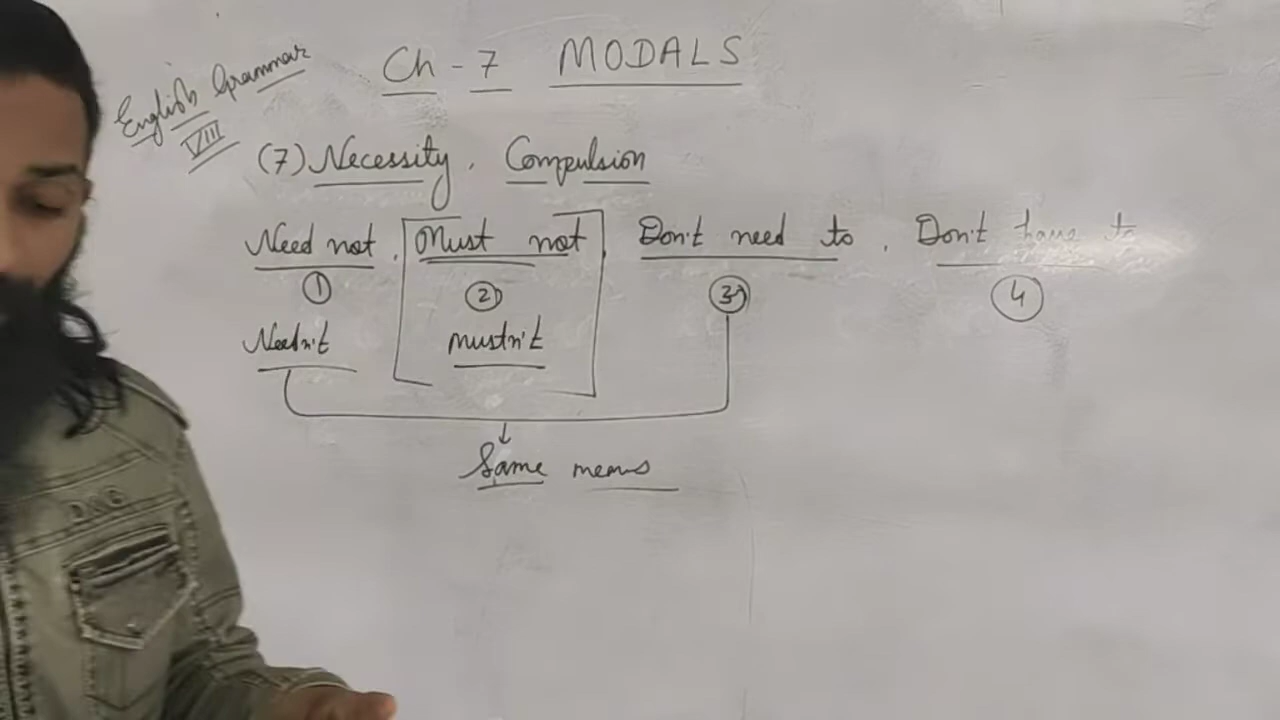 Ch - 7 MODALS
English Grammar
VIII
(7) Necessity, Compulsion
Need not, Must not, Don't need to, Don't have to
1 2 3 4
Needn't mustn't
Same means
D&G